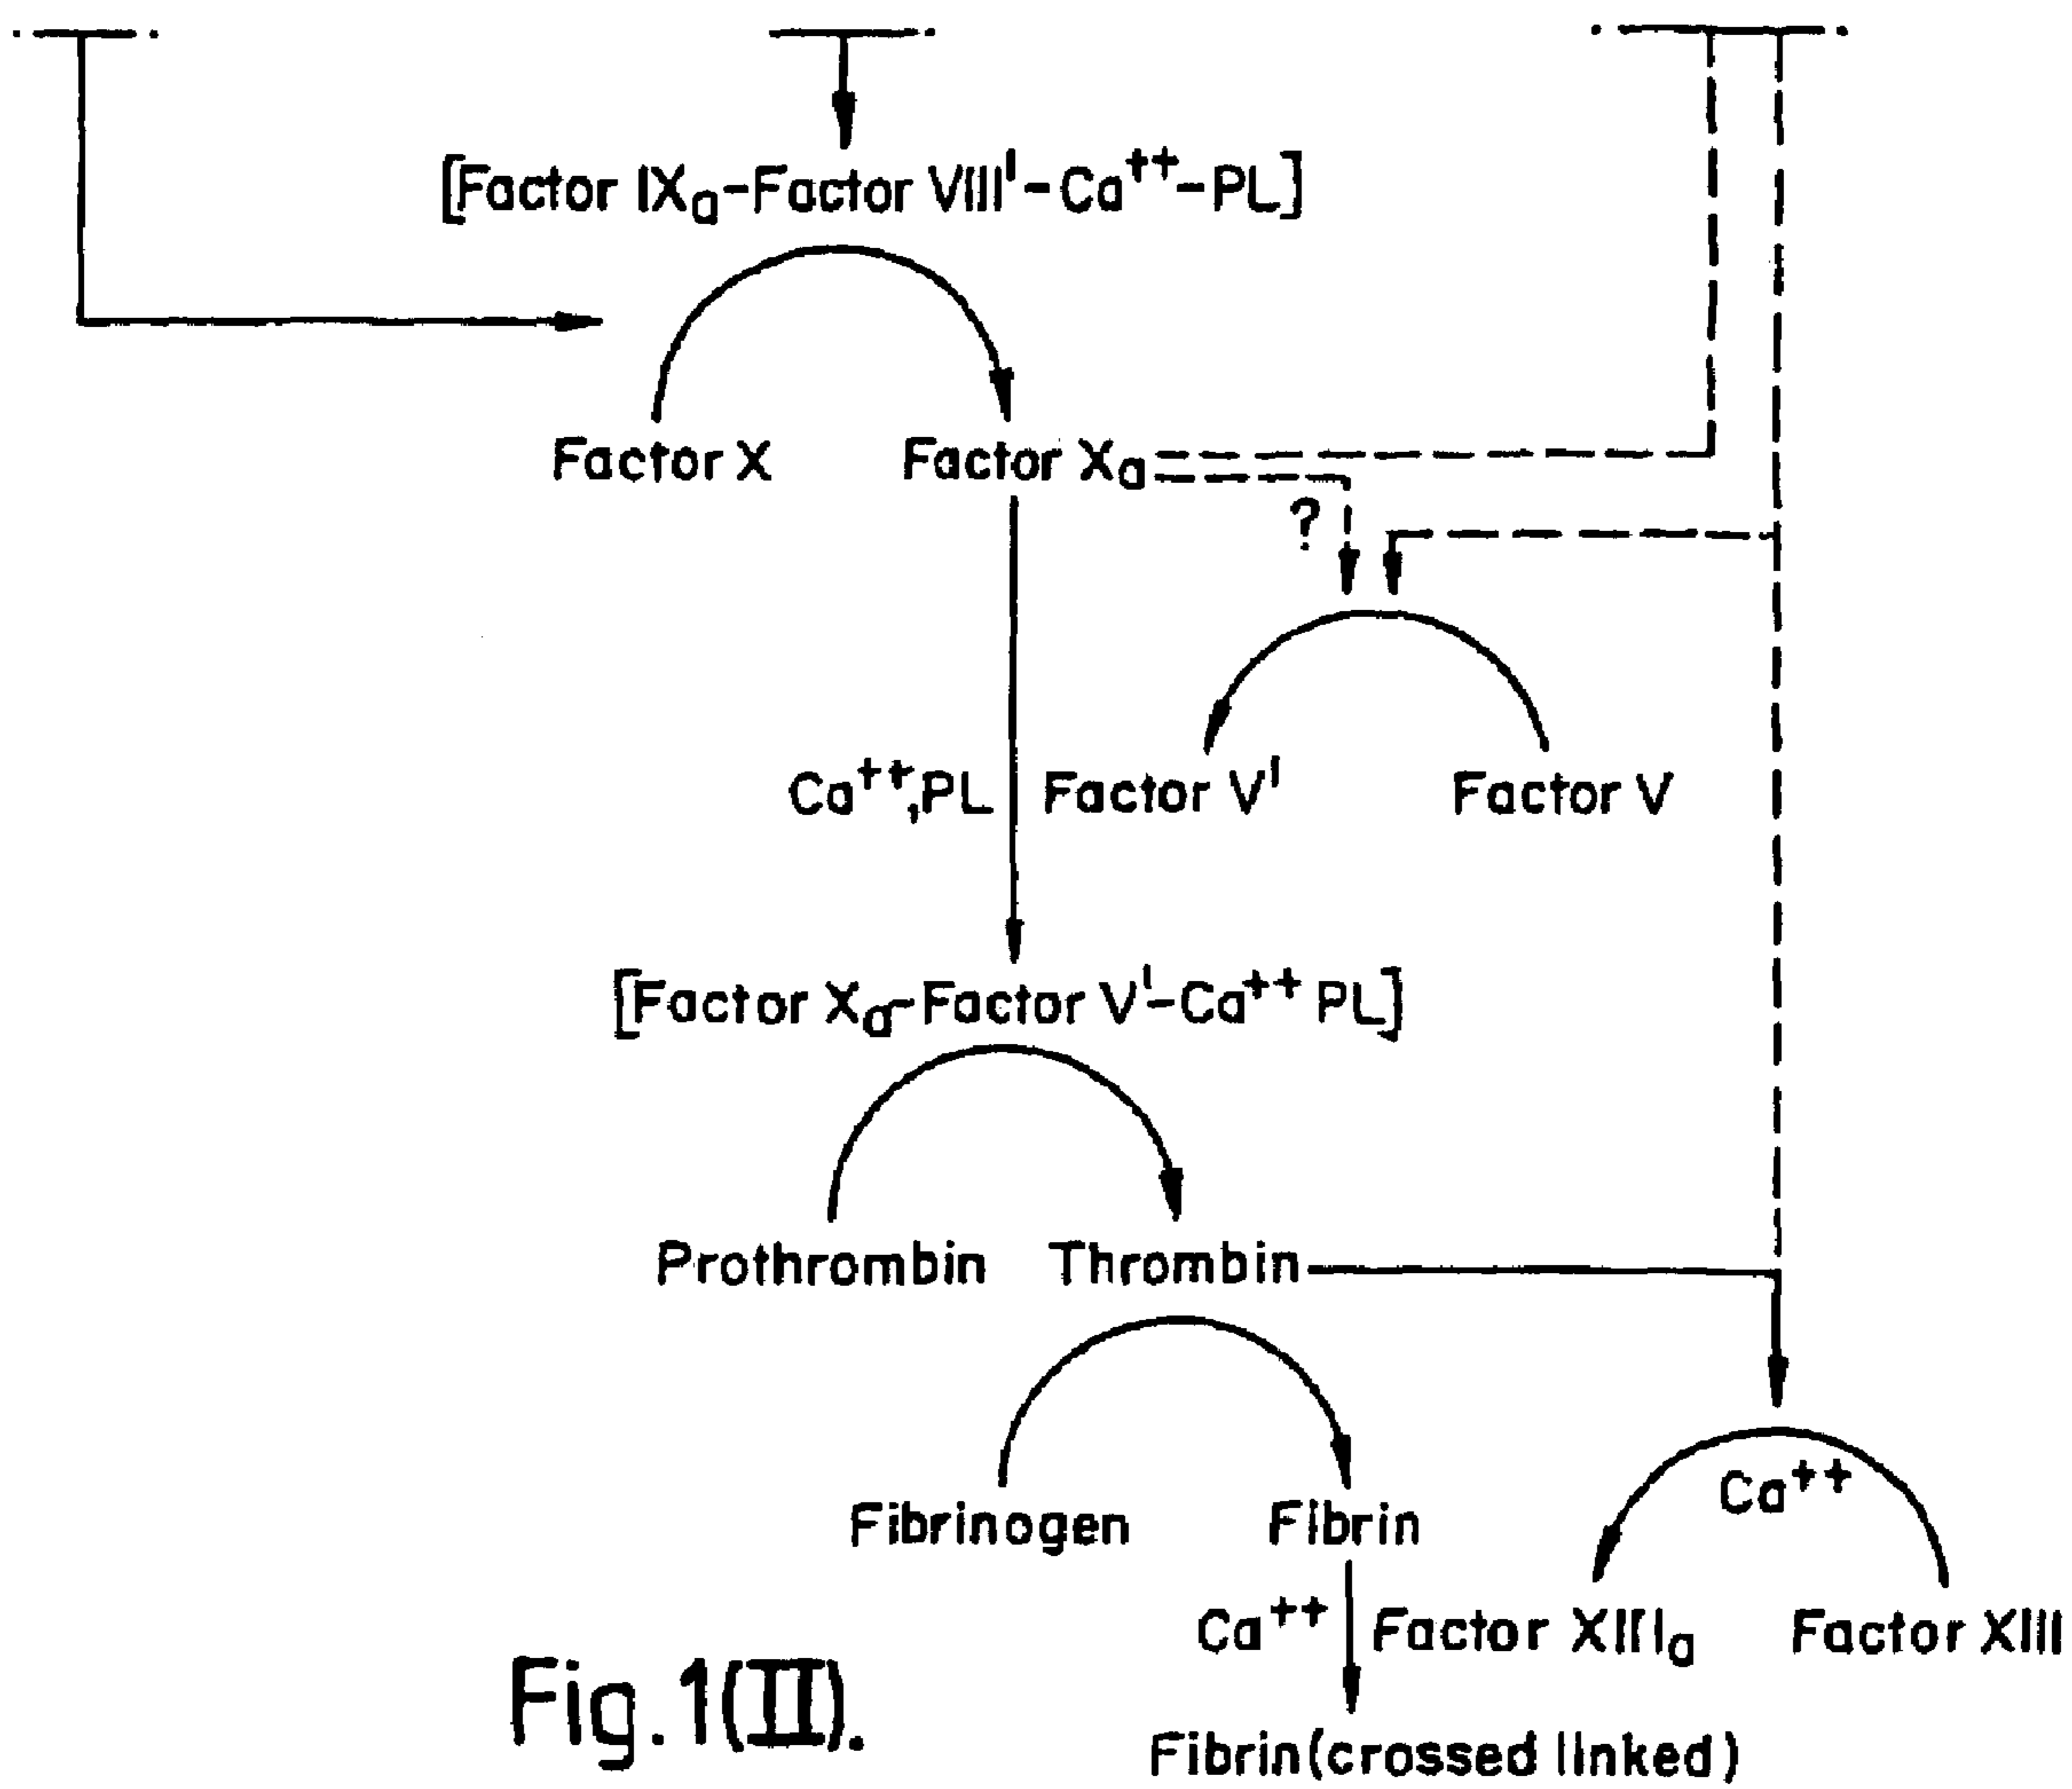 [Factor IXa-Factor VIII'-Ca++-PL]
Factor X
Factor Xa
?
Ca++,PL
Factor V'
Factor V
[Factor Xa-Factor V'-Ca++ PL]
Prothrombin
Thrombin
Ca++
Fibrinogen
Fibrin
Ca++
Factor XIIIa
Factor XIII
Fig.1(II).
Fibrin(crossed linked)